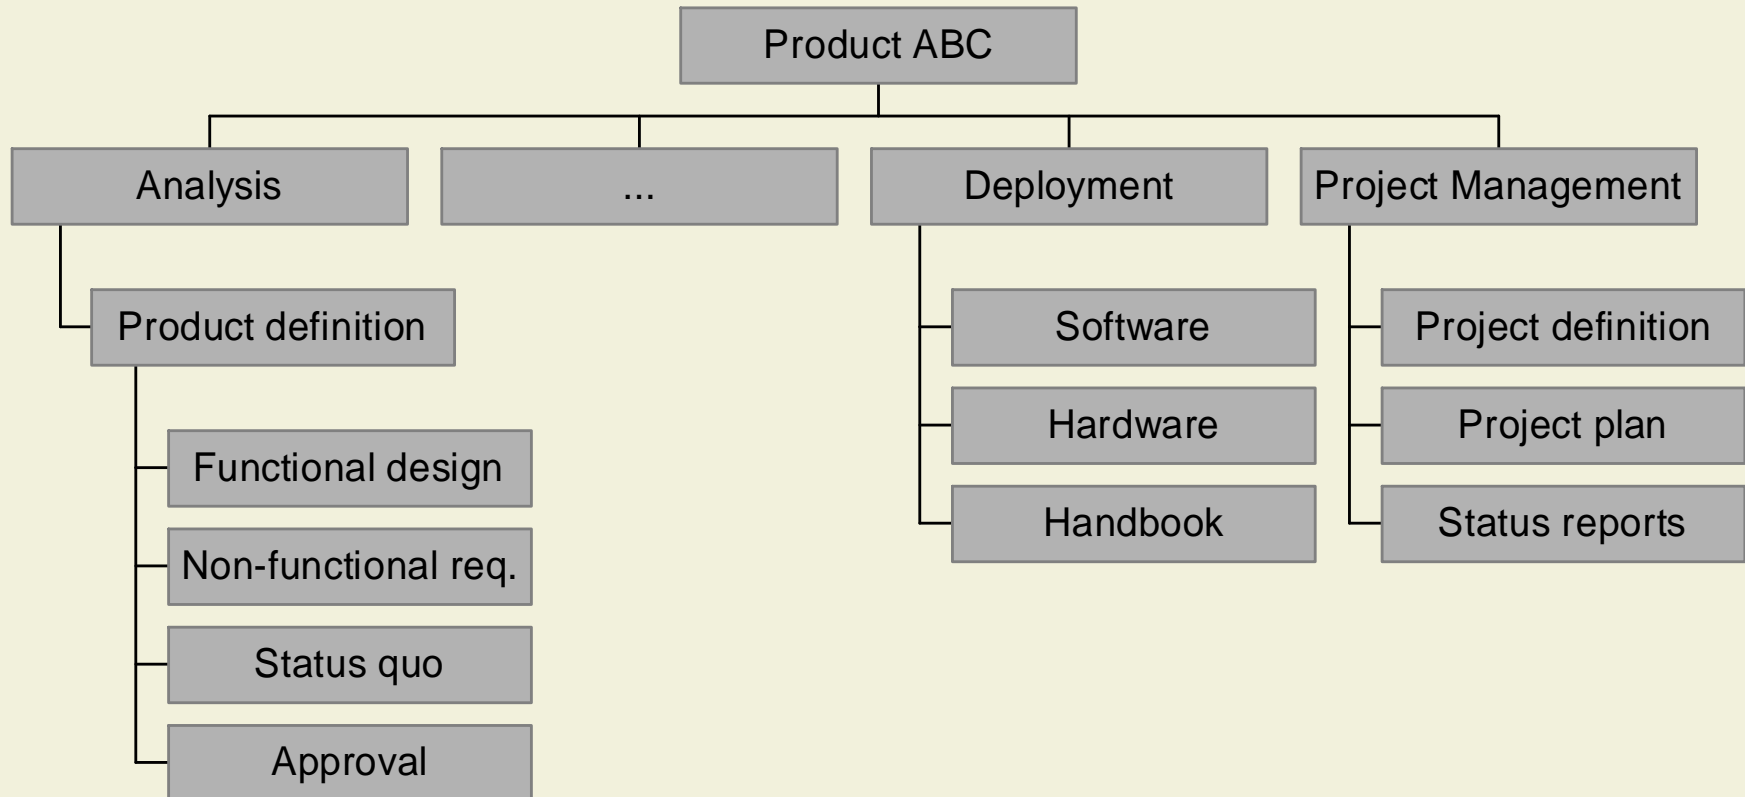 Product ABC
Analysis
...
Deployment
Project Management
Product definition
Functional design
Non-functional req.
Status quo
Approval
Software
Hardware
Handbook
Project definition
Project plan
Status reports